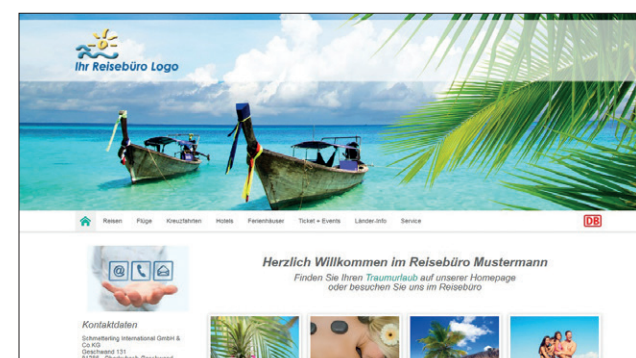 Ihr Reisebüro Logo
Reisen Flüge Kreuzfahrten Hotels Ferienhäuser Ticket + Events Länder-Info Service DB
Herzlich Willkommen im Reisebüro Mustermann
Finden Sie Ihren Traumurlaub auf unserer Homepage
oder besuchen Sie uns im Reisebüro
@
Kontaktdaten
Schmetterling International GmbH &
Co KG
Geschwand 131